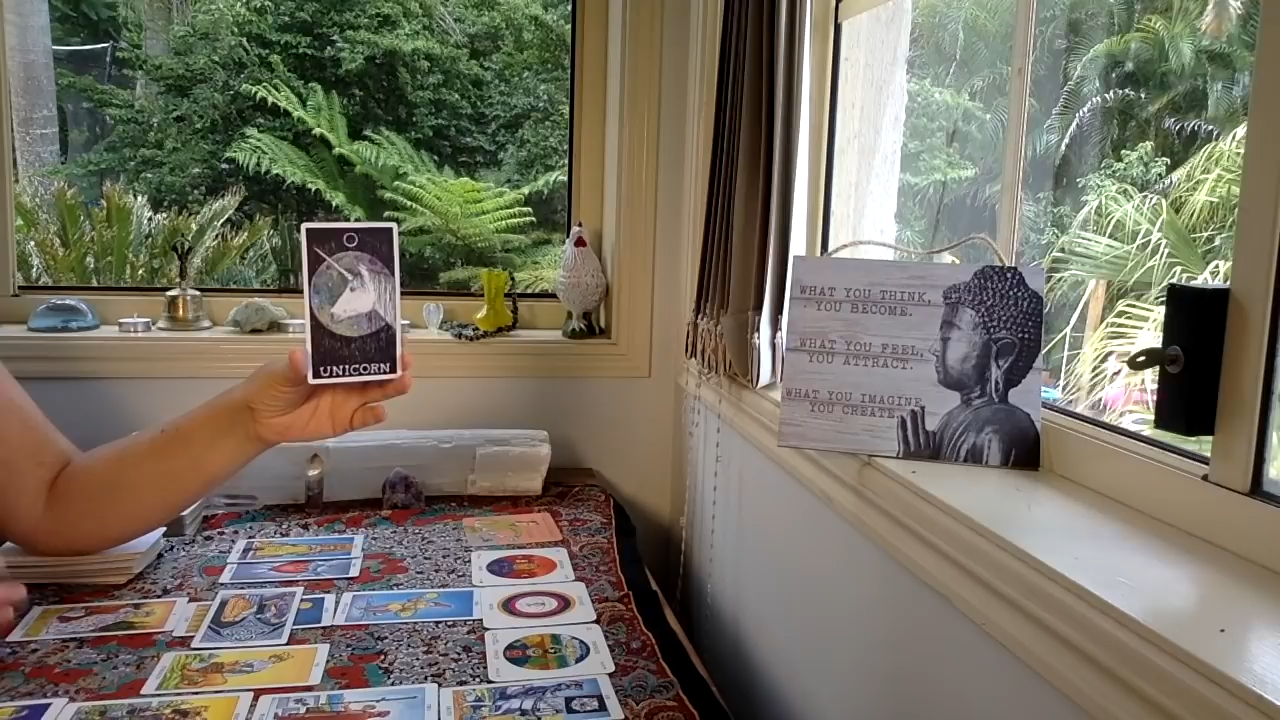 UNICORN
WHAT YOU THINK,
YOU BECOME.
WHAT YOU FEEL,
YOU ATTRACT.
WHAT YOU IMAGINE
YOU CREATE.